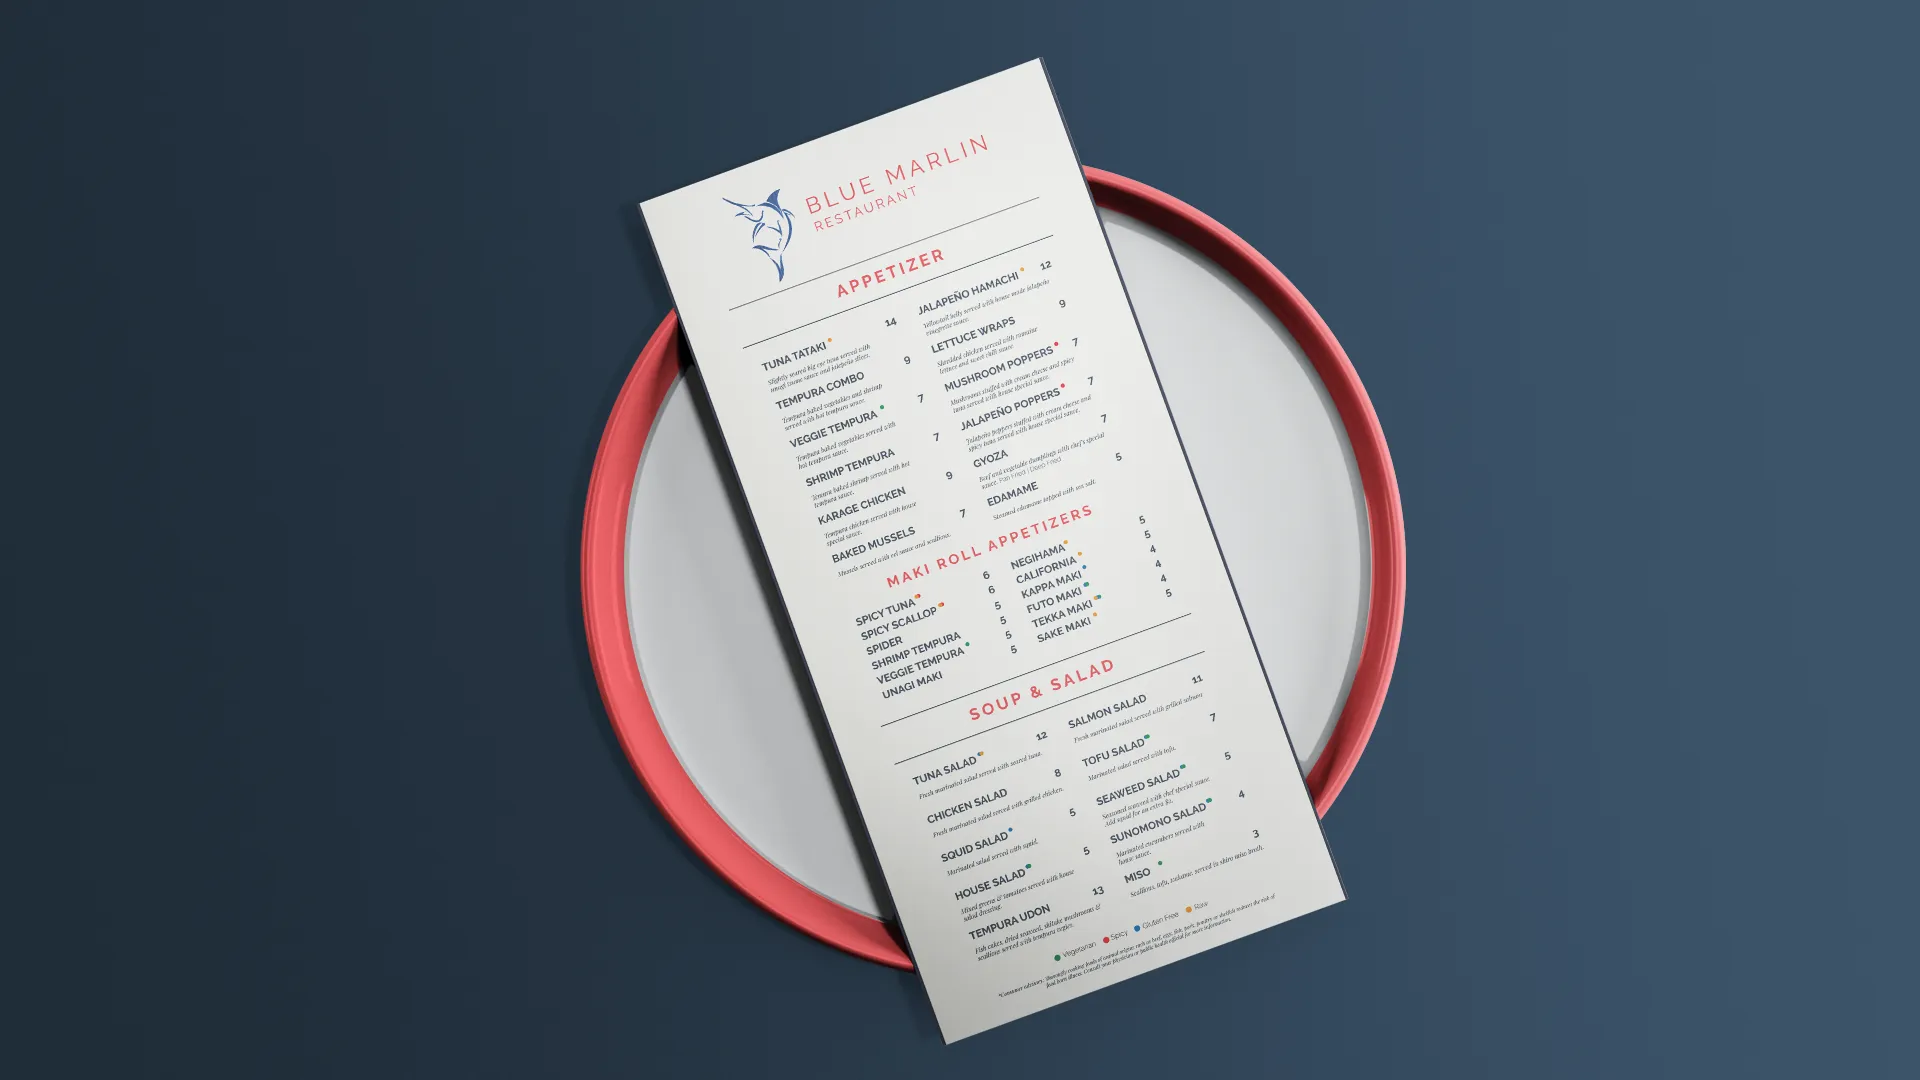 BLUE MARLIN
RESTAURANT
APPETIZER
TUNA TATAKI 14
Slightly seared big eye tuna served with
unagi tsume sauce and jalapeño slices.
TEMPURA COMBO 9
Tempura baked vegetables and shrimp
served with hot tempura sauce.
VEGGIE TEMPURA 7
Tempura baked vegetables served with
hot tempura sauce.
SHRIMP TEMPURA 7
Tempura baked shrimp served with hot
tempura sauce.
KARAGE CHICKEN 9
Tempura chicken served with house
special sauce.
BAKED MUSSELS 7
Mussels served with eel sauce and scallions.
JALAPEÑO HAMACHI 12
Yellowtail belly served with house made jalapeño
vinegrette sauce.
LETTUCE WRAPS 9
Shredded chicken served with romaine
lettuce and sweet chili sauce
MUSHROOM POPPERS 7
Mushrooms stuffed with cream cheese and spicy
tuna served with house special sauce.
JALAPEÑO POPPERS 7
Jalapeño peppers stuffed with cream cheese and
spicy tuna served with house special sauce.
GYOZA 7
Beef and vegetable dumplings with chef's special
sauce. Pan Fried | Deep Fried
EDAMAME 5
Steamed edamame topped with sea salt.
MAKI ROLL APPETIZERS
SPICY TUNA 6
SPICY SCALLOP 6
SPIDER 5
SHRIMP TEMPURA 5
VEGGIE TEMPURA 5
UNAGI MAKI 5
NEGIHAMA 5
CALIFORNIA 5
KAPPA MAKI 4
FUTO MAKI 4
TEKKA MAKI 4
SAKE MAKI 5
SOUP & SALAD
TUNA SALAD 12
Fresh marinated salad served with seared tuna.
CHICKEN SALAD 8
Fresh marinated salad served with grilled chicken.
SQUID SALAD 5
Marinated salad served with squid.
HOUSE SALAD 5
Mixed greens & tomatoes served with house
salad dressing.
TEMPURA UDON 13
Fish cakes, dried seaweed, shitake mushrooms &
scallions served with tempura vegies.
SALMON SALAD 11
Fresh marinated salad served with grilled salmon
TOFU SALAD 7
Marinated salad served with tofu.
SEAWEED SALAD 5
Seasoned seaweed with chef special sauce.
Add squid for an extra $2.
SUNOMONO SALAD 4
Marinated cucumbers served with
house sauce.
MISO 3
Scallions, tofu, wakame, served in shiro miso broth.
Vegetarian Spicy Gluten Free Raw
*Consumer advisory: thoroughly cooking foods of animal origins such as beef, eggs, fish, pork, poultry or shellfish reduces the risk of
food born illness. Consult your physician or public health official for more information.